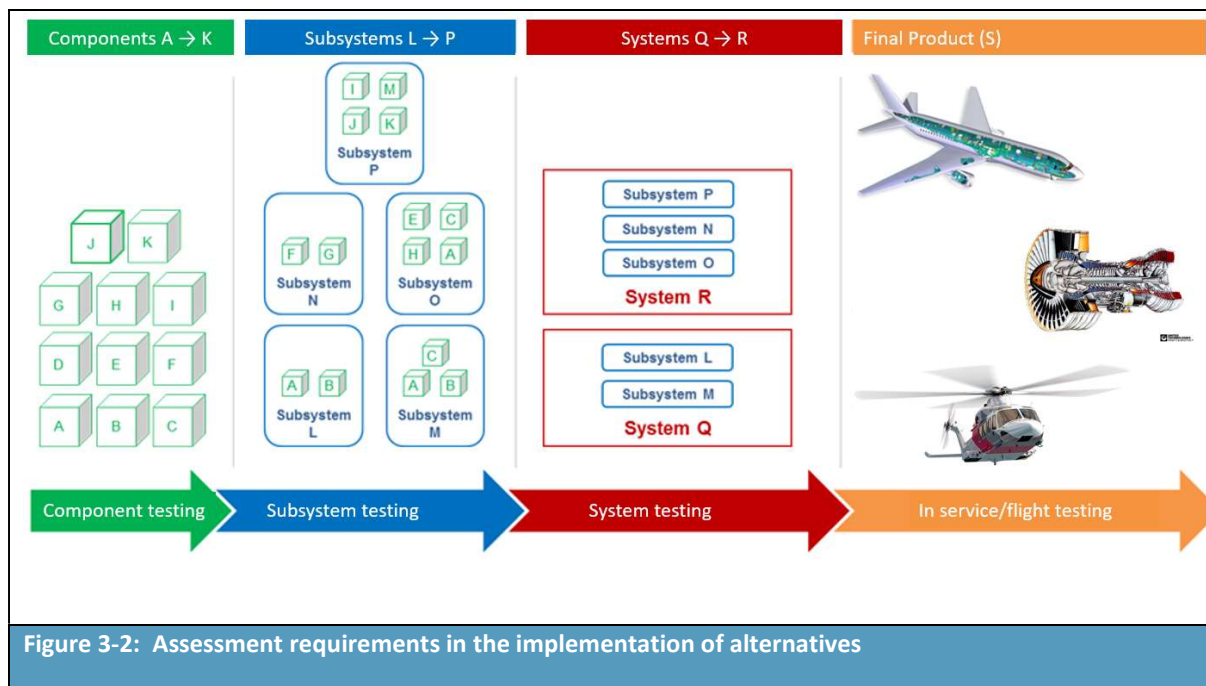 Components A → K
Subsystems L → P
Systems Q → R
Final Product (S)
J
K
G
H
I
D
E
F
A
B
C
I
M
J
K
Subsystem
P
F
G
Subsystem
N
E
C
H
A
Subsystem
O
A
B
Subsystem
L
C
A
B
Subsystem
M
Subsystem P
Subsystem N
Subsystem O
System R
Subsystem L
Subsystem M
System Q
Component testing
Subsystem testing
System testing
In service/flight testing
Figure 3-2: Assessment requirements in the implementation of alternatives